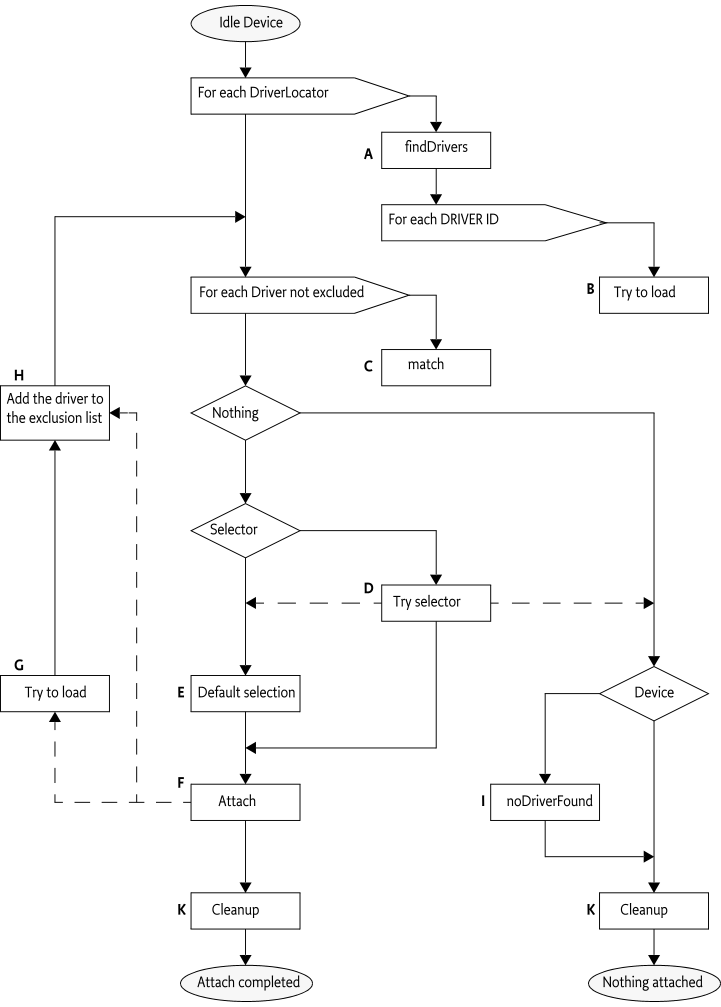 Idle Device
For each DriverLocator
A
findDrivers
For each DRIVER ID
B
Try to load
For each Driver not excluded
C
match
H
Add the driver to
the exclusion list
Nothing
Selector
D
Try selector
G
Try to load
E
Default selection
Device
F
Attach
I
noDriverFound
K
Cleanup
K
Cleanup
Attach completed
Nothing attached